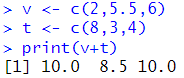 > v <- c(2,5.5,6)
> t <- c(8,3,4)
> print(v+t)
[1] 10.0  8.5 10.0